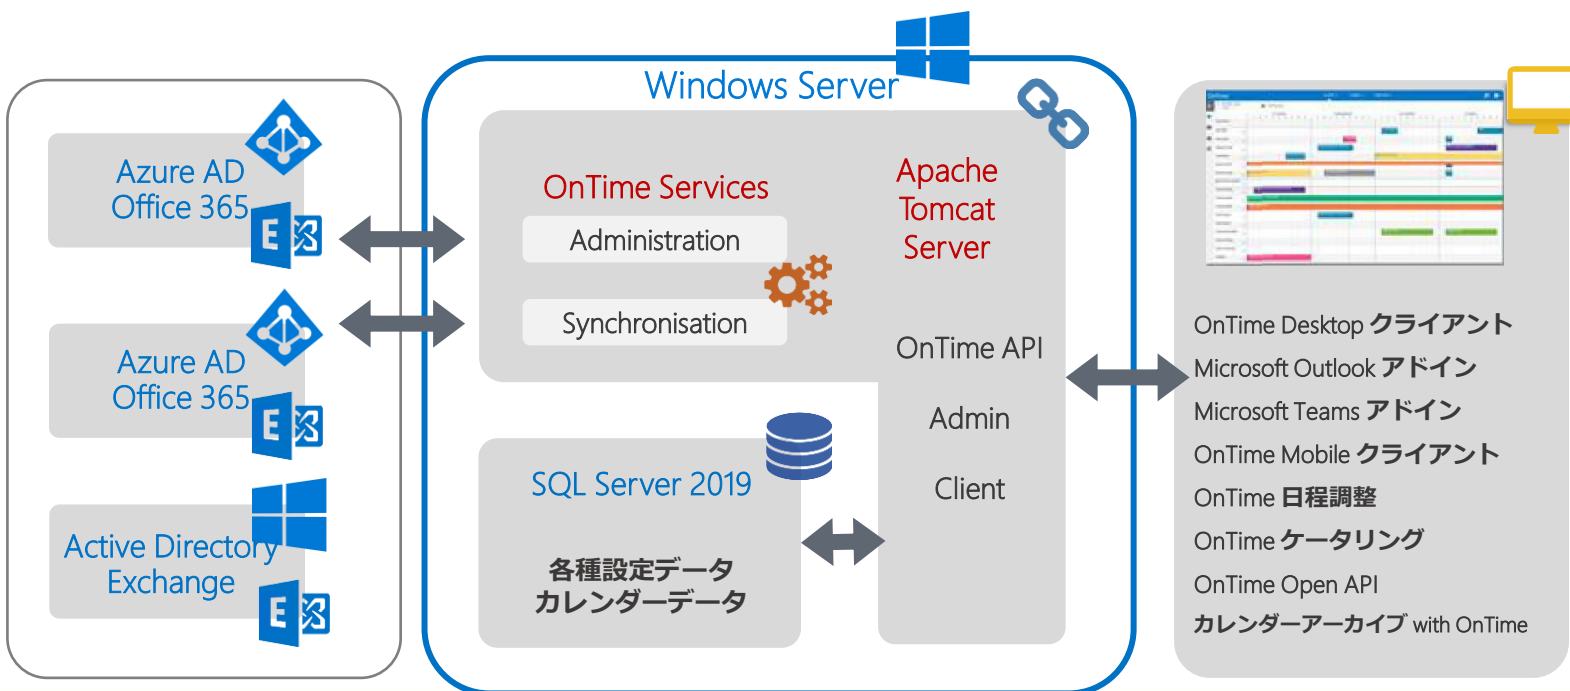 Azure AD
Office 365
E
Azure AD
Office 365
E
Active Directory
Exchange
E
Windows Server
OnTime Services
Administration
Synchronisation
Apache
Tomcat
Server
OnTime API
Admin
Client
SQL Server 2019
各種設定データ
カレンダーデータ
OnTime Desktop クライアント
Microsoft Outlook アドイン
Microsoft Teams アドイン
OnTime Mobile クライアント
OnTime 日程調整
OnTime ケータリング
OnTime Open API
カレンダーアーカイブ with OnTime